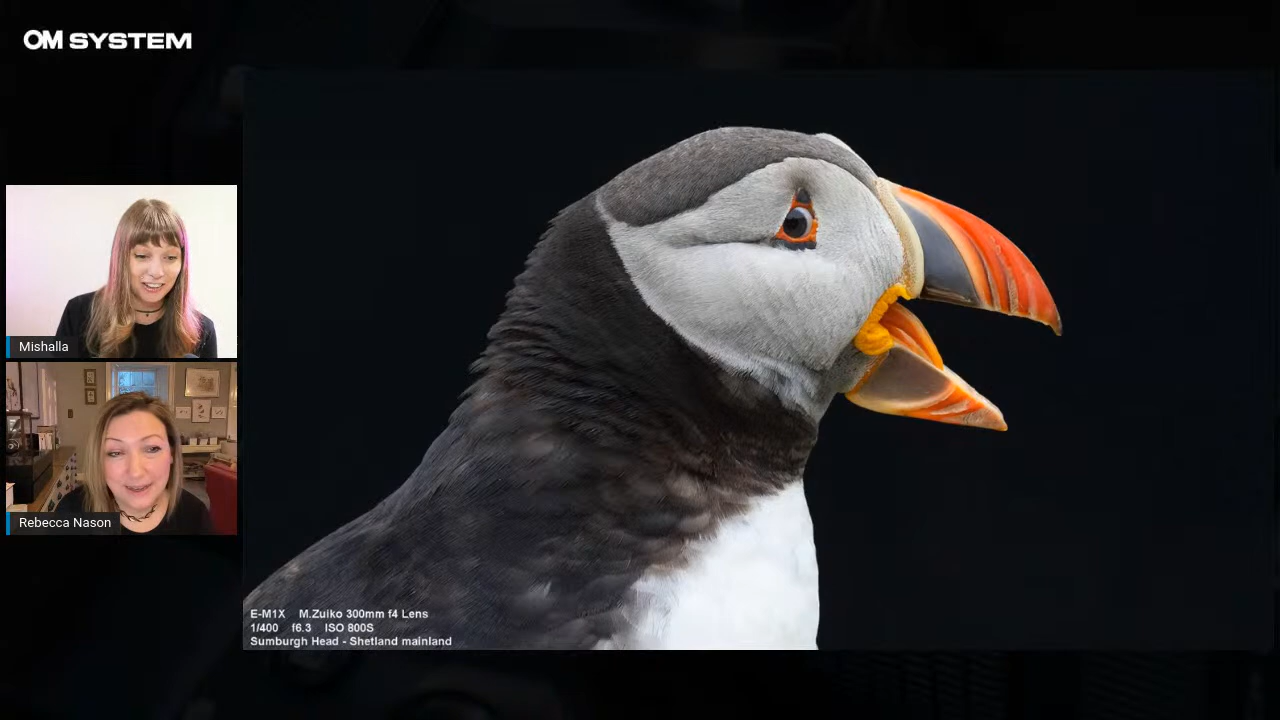 OM SYSTEM
Mishalla
Rebecca Nason
E-M1X M.Zuiko 300mm f4 Lens
1/400 f6.3 ISO 800S
Sumburgh Head - Shetland mainland